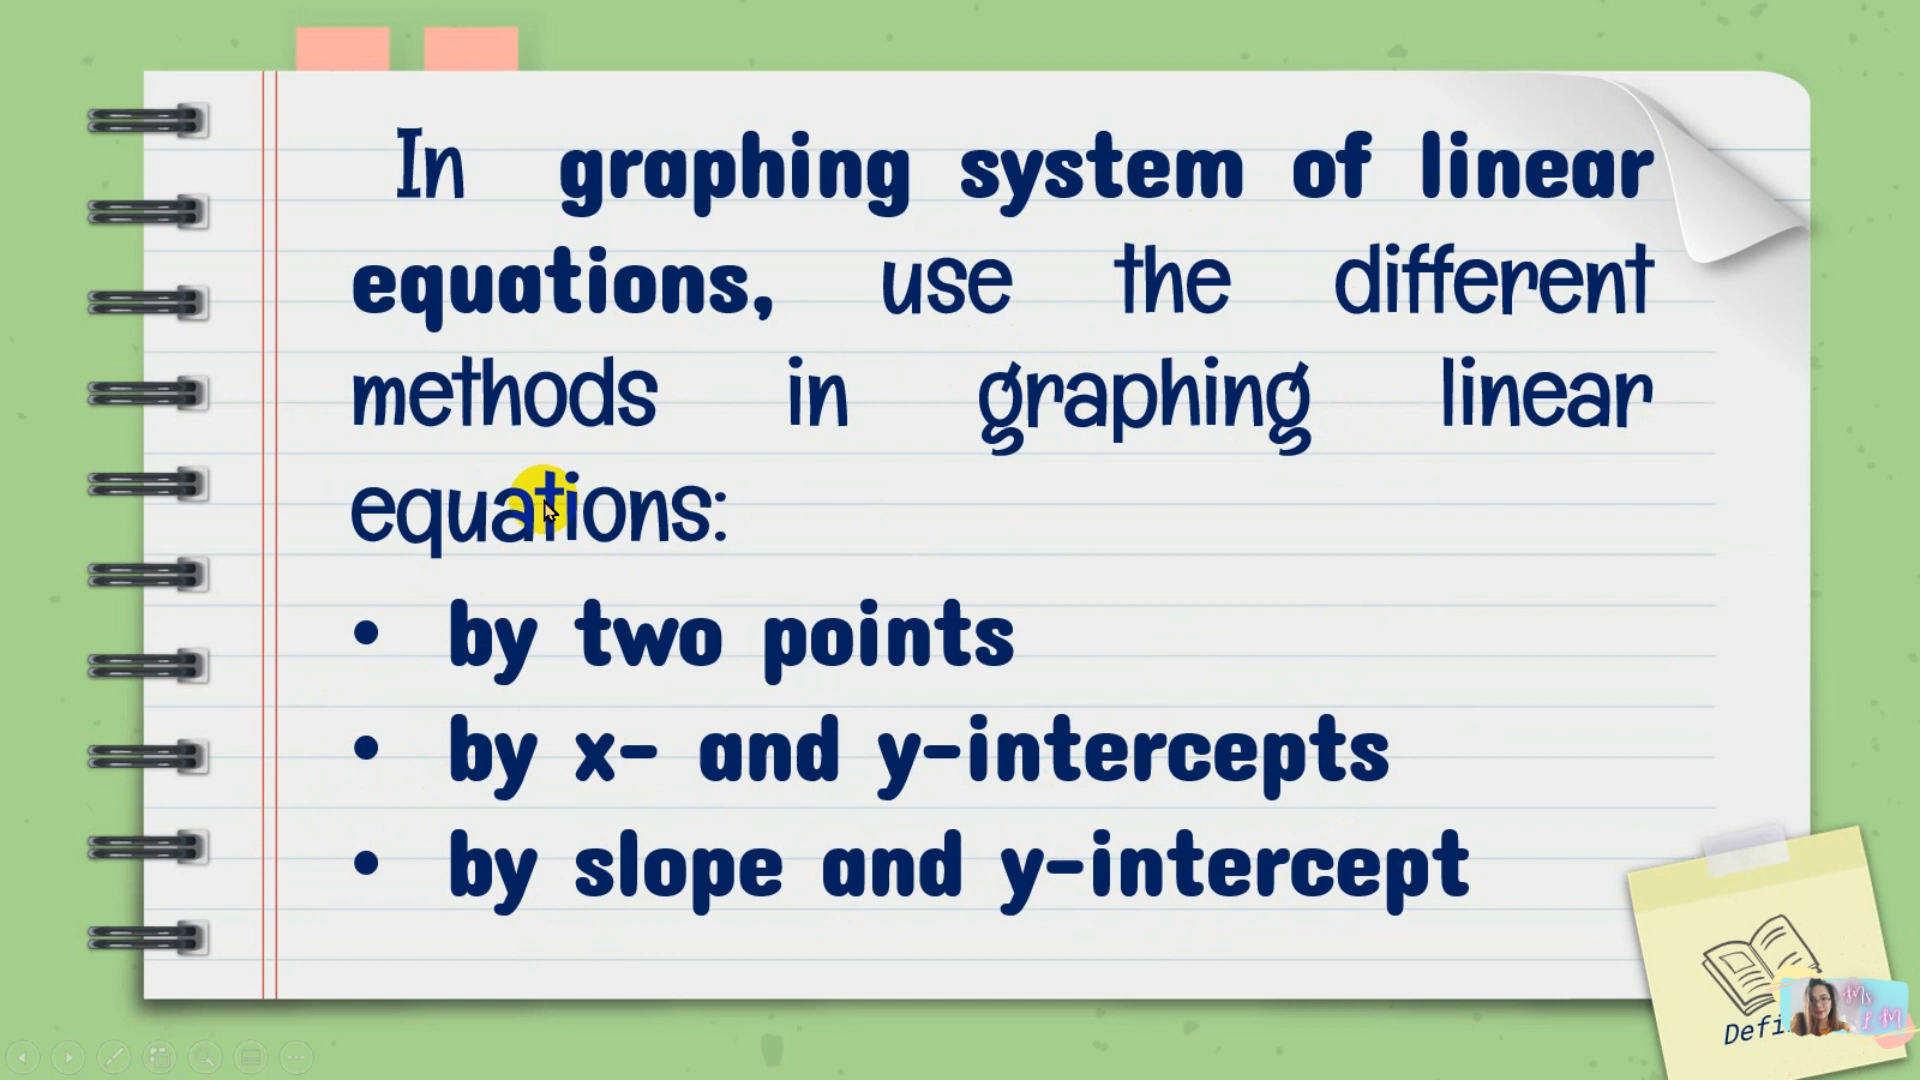 In graphing system of linear
equations, use the different
methods in graphing linear
equations:
• by two points
• by x- and y-intercepts
• by slope and y-intercept
Ms
L M